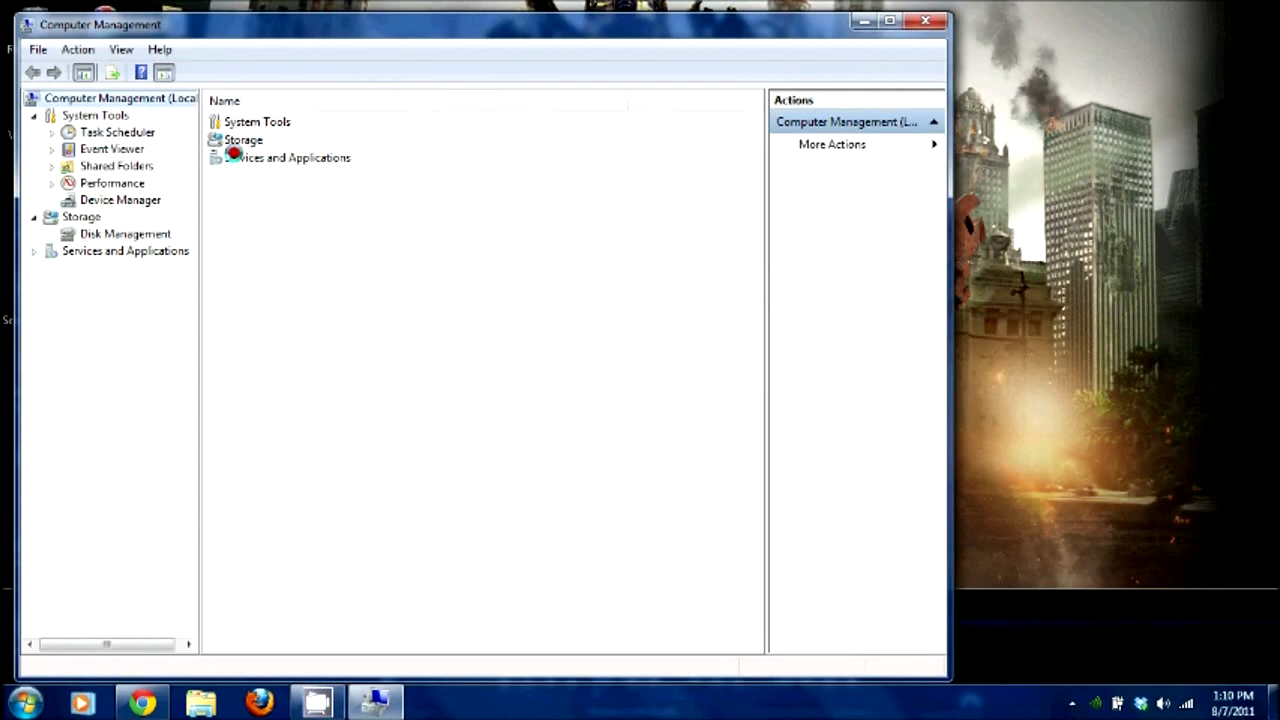 Computer Management
File Action View Help
Computer Management (Local
System Tools
Task Scheduler
Event Viewer
Shared Folders
Performance
Device Manager
Storage
Disk Management
Services and Applications
Name
System Tools
Storage
vices and Applications
Actions
Computer Management (L...
More Actions
1:10 PM
8/7/2011